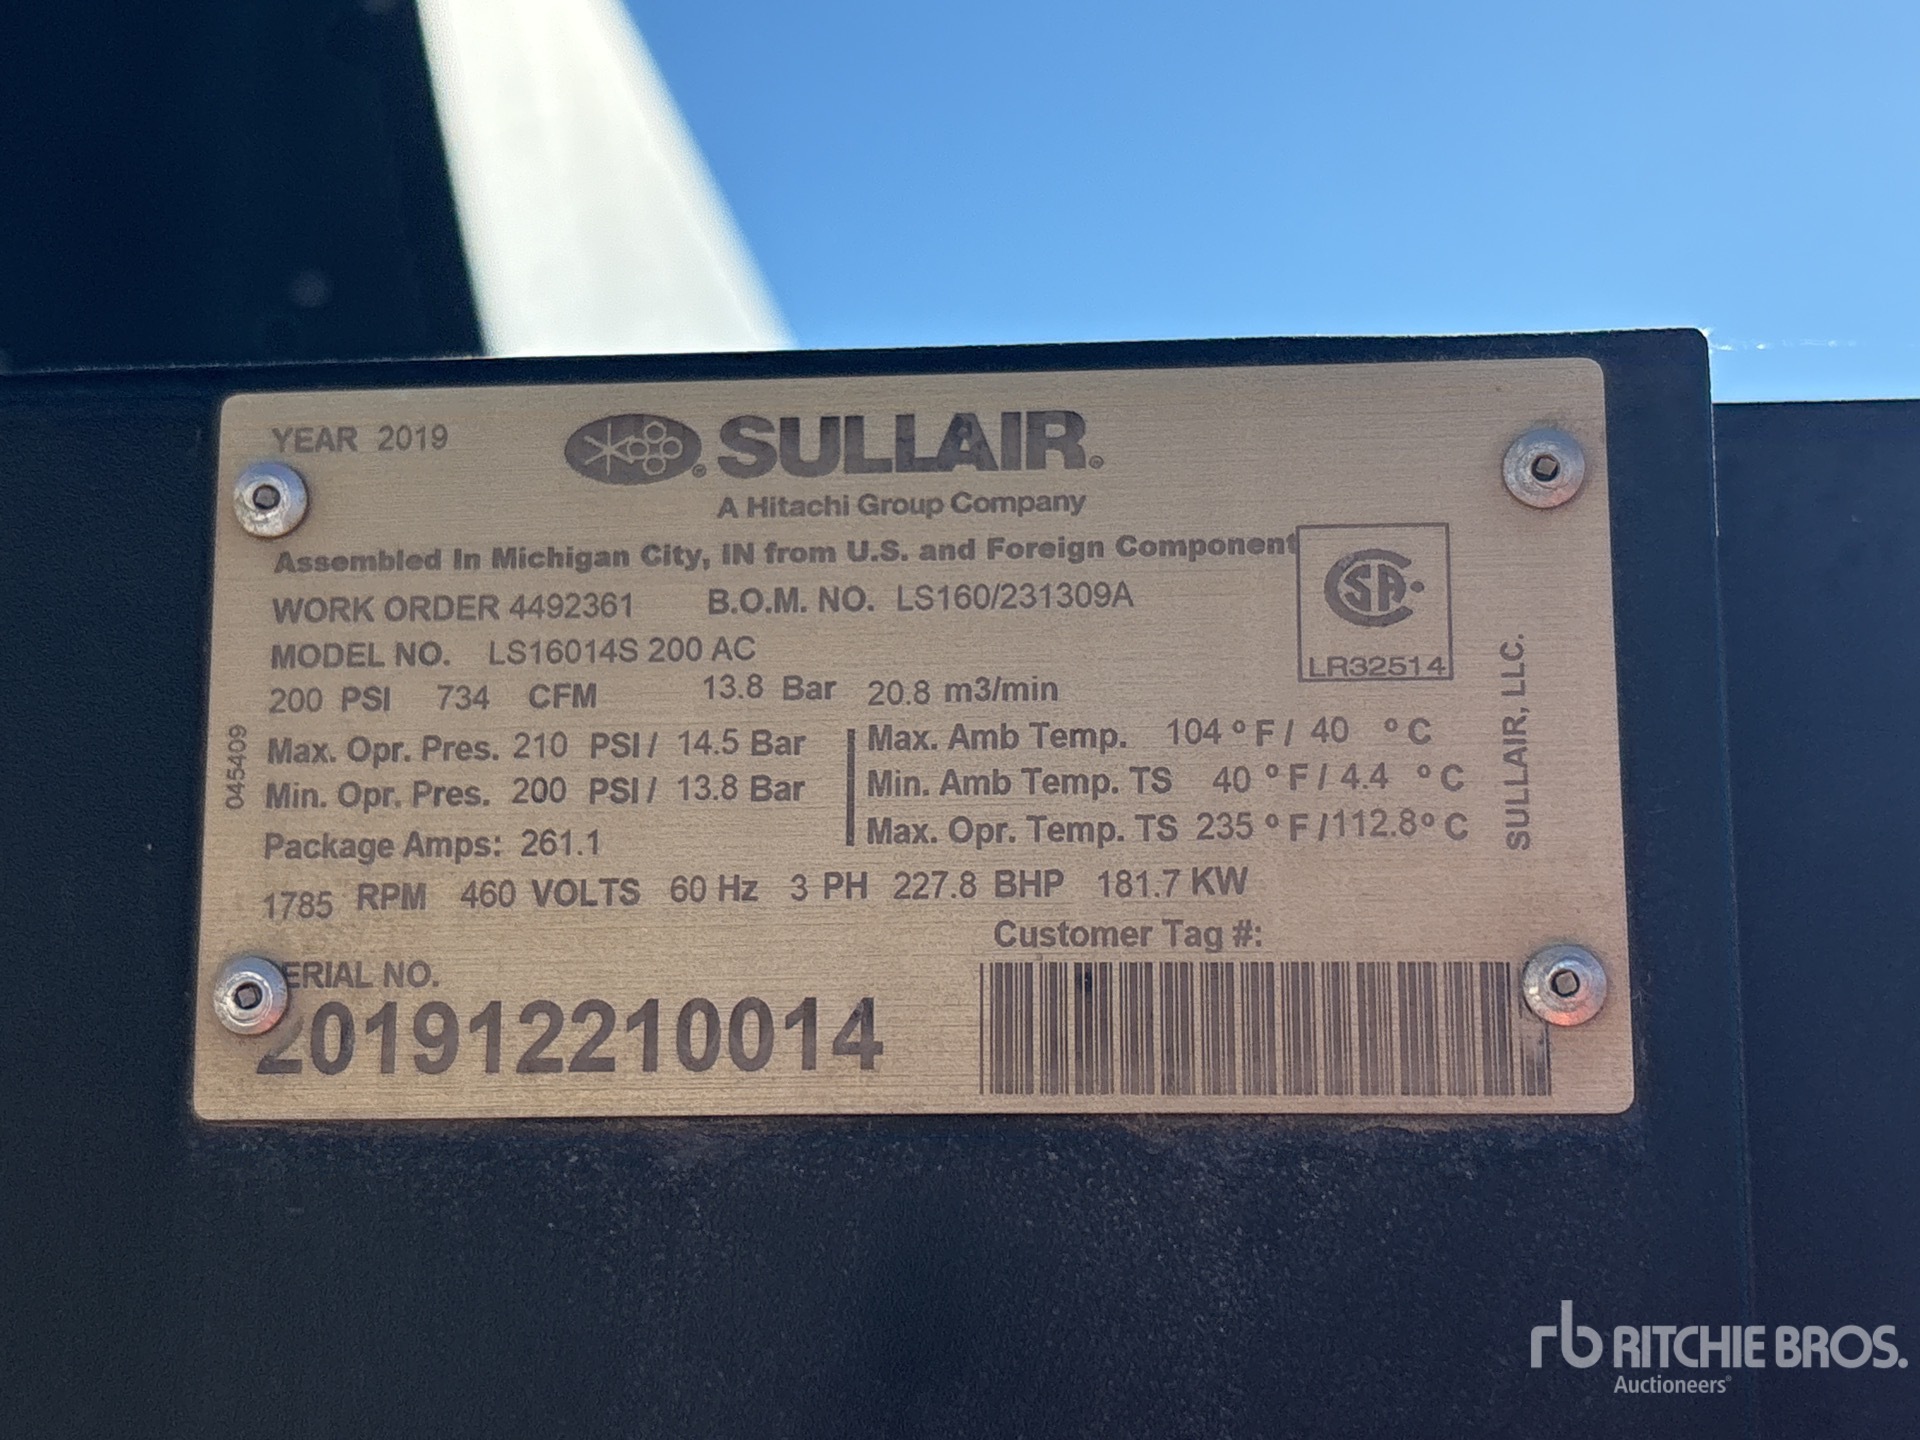 YEAR 2019
SULLAIR®
A Hitachi Group Company
Assembled In Michigan City, IN from U.S. and Foreign Component
WORK ORDER 4492361 B.O.M. NO. LS160/231309A
MODEL NO. LS16014S 200 AC
LR32514
200 PSI 734 CFM 13.8 Bar 20.8 m3/min
Max. Opr. Pres. 210 PSI / 14.5 Bar
Min. Opr. Pres. 200 PSI / 13.8 Bar
Package Amps: 261.1
Max. Amb Temp. 104 °F / 40 °C
Min. Amb Temp. TS 40 °F / 4.4 °C
Max. Opr. Temp. TS 235 °F /112.8°C
1785 RPM 460 VOLTS 60 Hz 3 PH 227.8 BHP 181.7 KW
Customer Tag #:
ERIAL NO.
201912210014
045409
SULLAIR, LLC.
rb RITCHIE BROS.
Auctioneers®